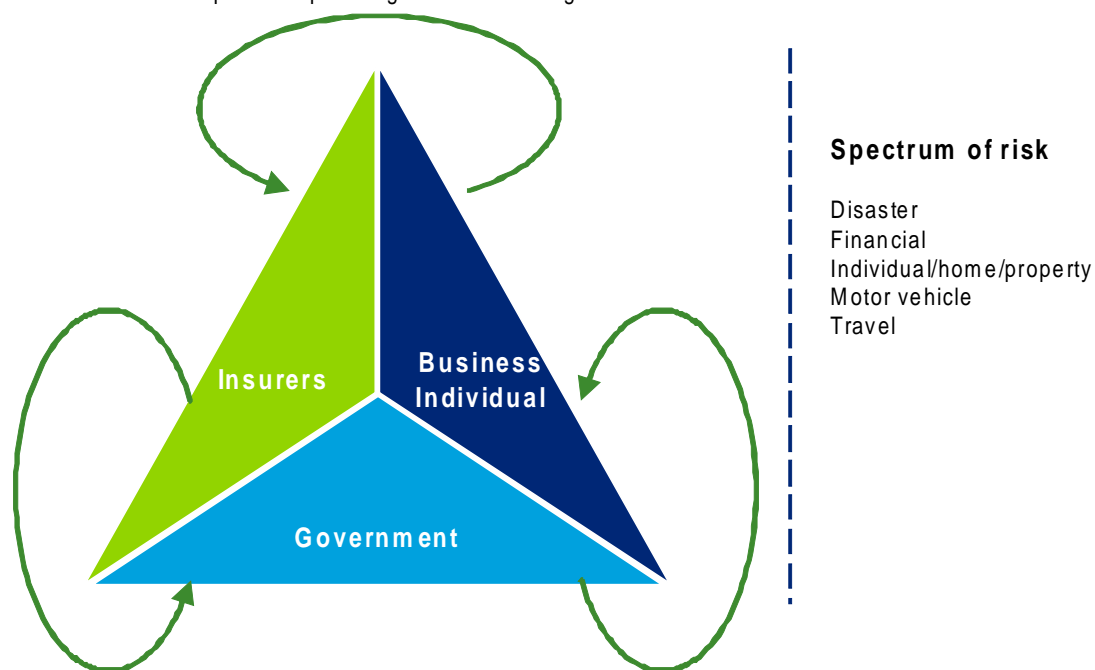 Spectrum of risk
Disaster
Financial
Individual/home/property
Motor vehicle
Travel
Insurers
Business
Individual
Government